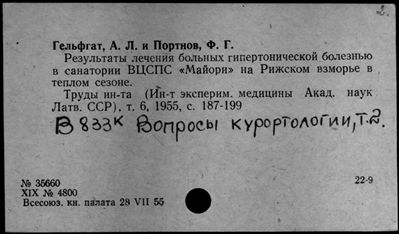 2.
Гельфгат, А. Л. и Портнов, Ф. Г.
Результаты лечения больных гипертонической болезнью
в санатории ВЦСПС «Майори» на Рижском взморье в
теплом сезоне.
Труды ин-та (Ин-т эксперим. медицины Акад. наук
Латв. ССР), т. 6, 1955, с. 187-199
В 833к Вопросы курортологии, т. 2.
№ 35660
22-9
XIX № 4800
Всесоюз. кн. палата 28 VII 55